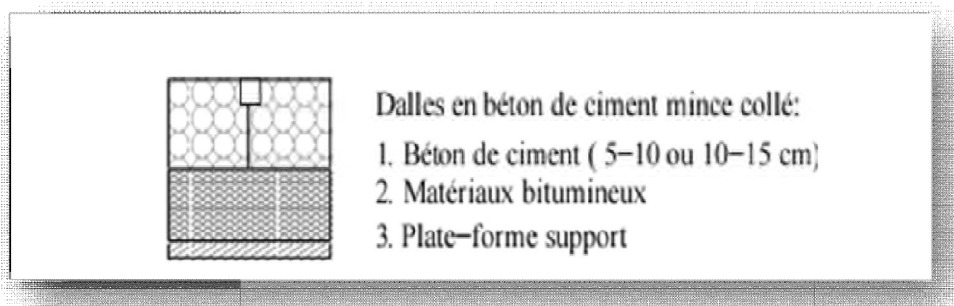 Dalles en béton de ciment mince collé:
1. Béton de ciment ( 5-10 ou 10-15 cm)
2. Matériaux bitumineux
3. Plate-forme support